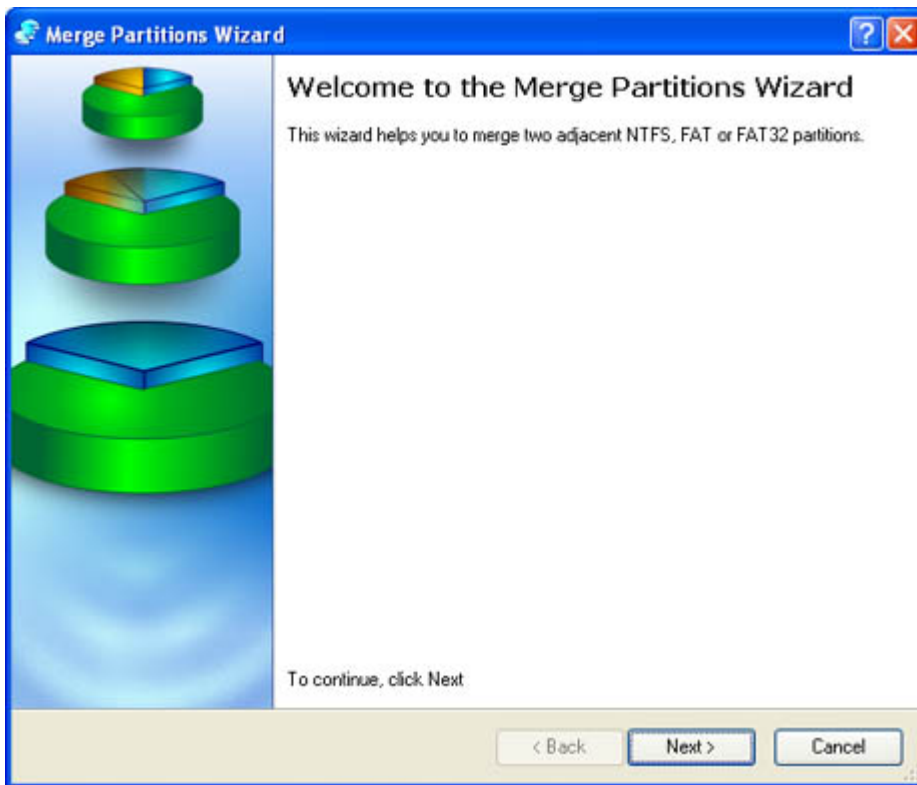 Merge Partitions Wizard
Welcome to the Merge Partitions Wizard
This wizard helps you to merge two adjacent NTFS, FAT or FAT32 partitions.
To continue, click Next
< Back Next > Cancel